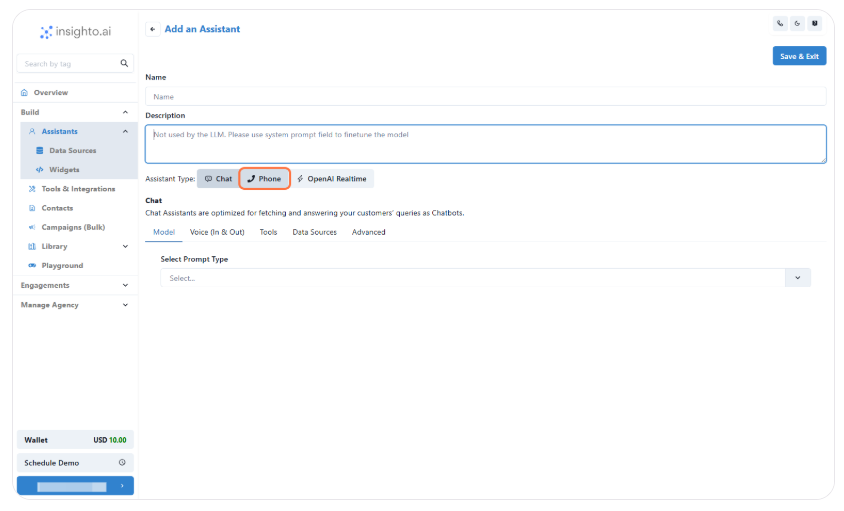 insighto.ai
Search by tag
Overview
Build
Assistants
Data Sources
Widgets
Tools & Integrations
Contacts
Campaigns (Bulk)
Library
Playground
Engagements
Manage Agency
Wallet USD 10.00
Schedule Demo
Add an Assistant
Save & Exit
Name
Name
Description
Not used by the LLM. Please use system prompt field to finetune the model
Assistant Type: Chat Phone OpenAI Realtime
Chat
Chat Assistants are optimized for fetching and answering your customers' queries as Chatbots.
Model Voice (In & Out) Tools Data Sources Advanced
Select Prompt Type
Select...